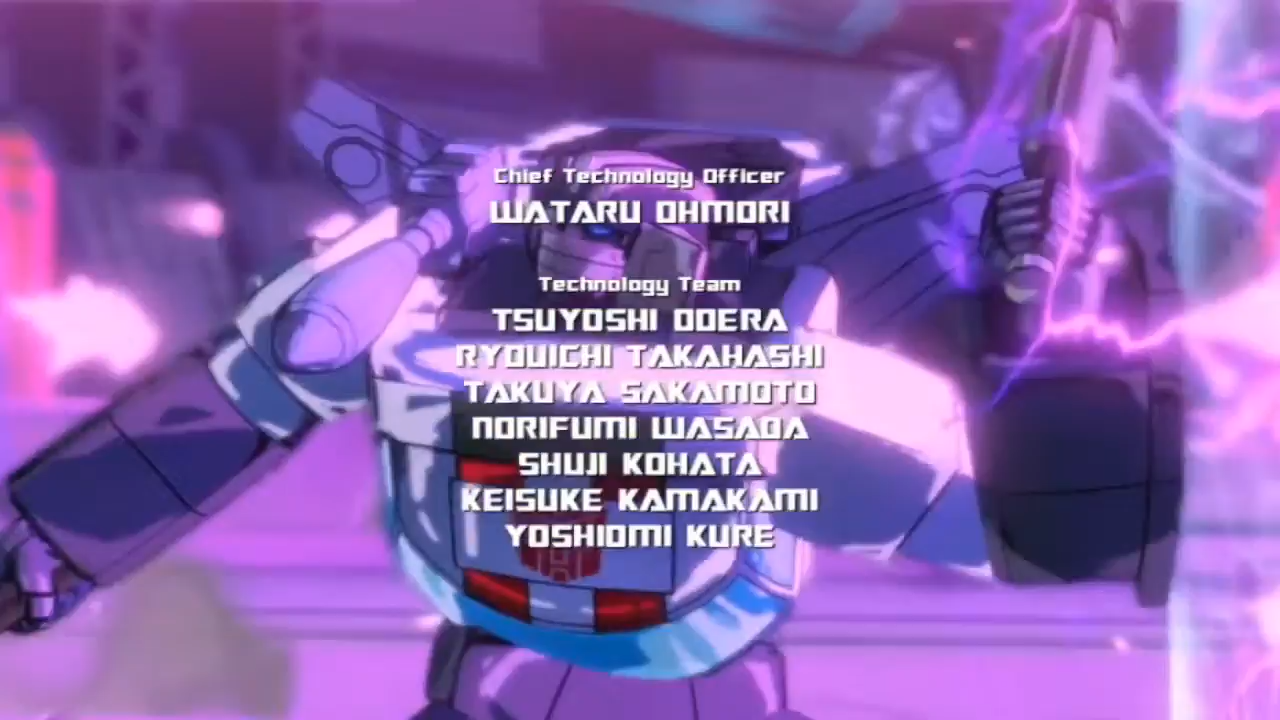 Chief Technology Officer
WATARU OHMORI
Technology Team
TSUYOSHI ODERA
RYOUICHI TAKAHASHI
TAKUYA SAKAMOTO
NORIFUMI WASADA
SHUJI KOHATA
KEISUKE KAMAKAMI
YOSHIOMI KURE